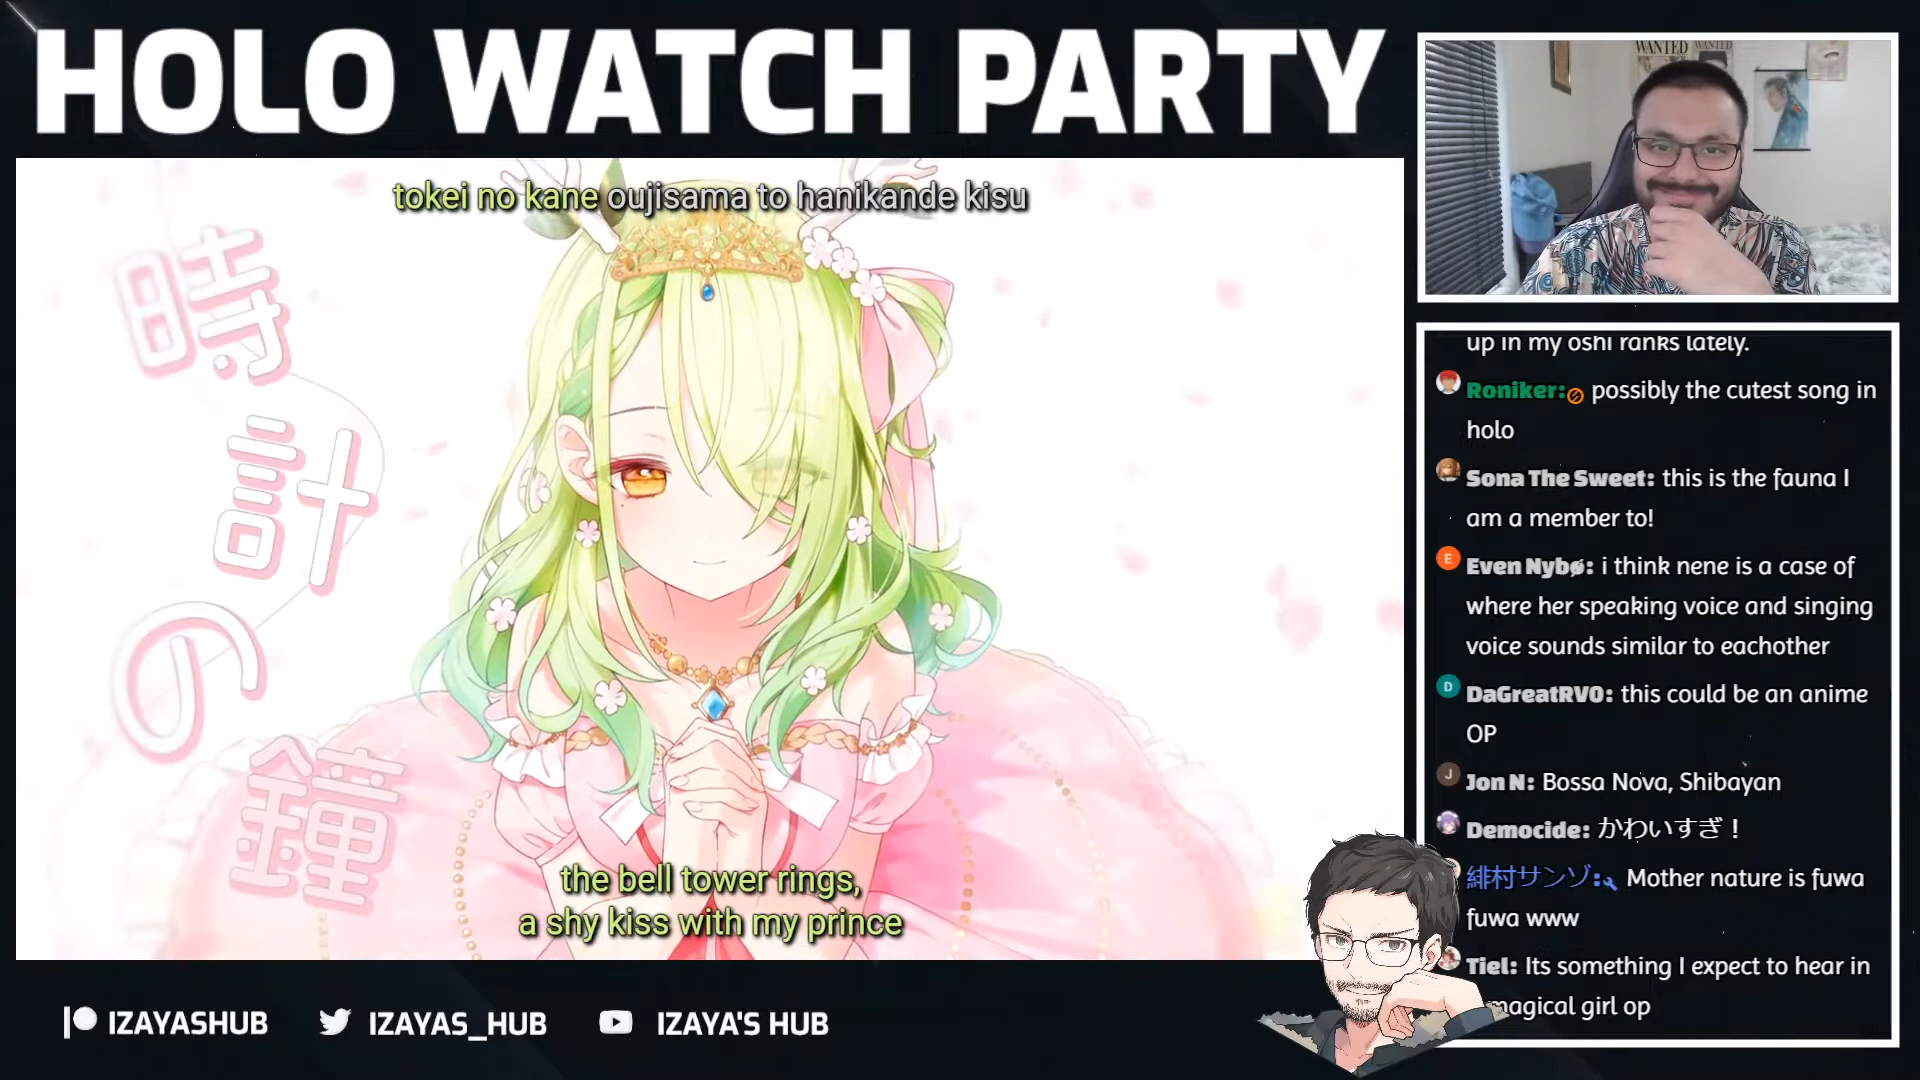 HOLO WATCH PARTY
WANTED WANTED
tokei no kane oujisama to hanikande kisu
時計の鐘
the bell tower rings,
a shy kiss with my prince
up in my oshi ranks lately.
Roniker: possibly the cutest song in
holo
Sona The Sweet: this is the fauna I
am a member to!
E
Even Nybø: i think nene is a case of
where her speaking voice and singing
voice sounds similar to eachother
D
DaGreatRVO: this could be an anime
OP
J
Jon N: Bossa Nova, Shibayan
Democide: かわいすぎ！
緋村サンゾ: Mother nature is fuwa
fuwa www
Tiel: Its something I expect to hear in
magical girl op
IZAYASHUB IZAYAS_HUB IZAYA'S HUB